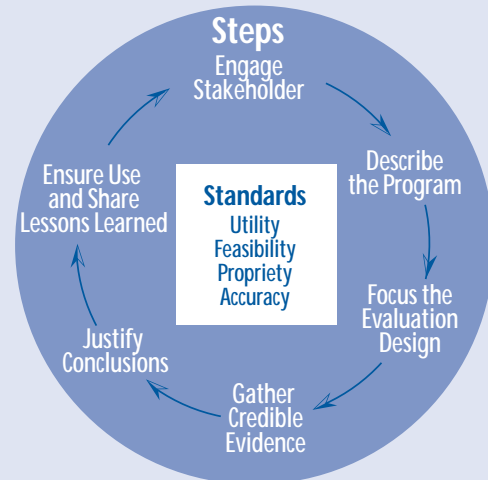 Steps
Engage
Stakeholder
Describe
the Program
Focus the
Evaluation
Design
Gather
Credible
Evidence
Justify
Conclusions
Ensure Use
and Share
Lessons Learned
Standards
Utility
Feasibility
Propriety
Accuracy